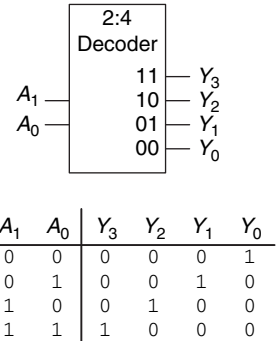 2:4
Decoder
11 Y₃
A₁ 10 Y₂
A₀ 01 Y₁
00 Y₀
A₁ A₀ Y₃ Y₂ Y₁ Y₀
0 0 0 0 0 1
0 1 0 0 1 0
1 0 0 1 0 0
1 1 1 0 0 0